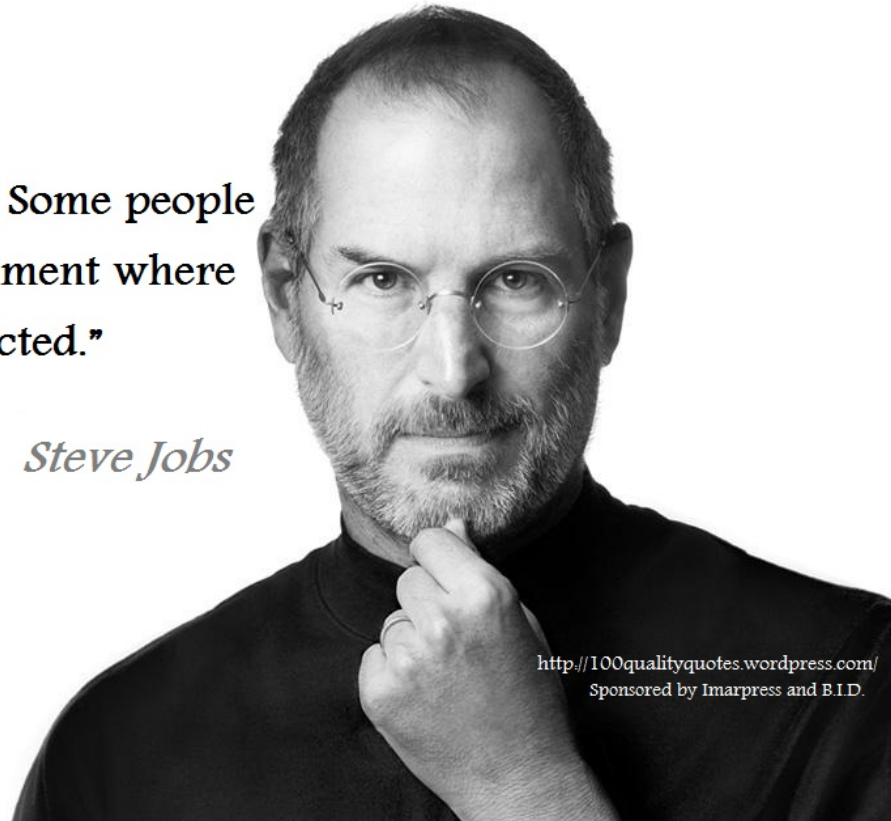 Some people
ment where
cted.”
Steve Jobs
http://100qualityquotes.wordpress.com/
Sponsored by Imarpress and B.I.D.